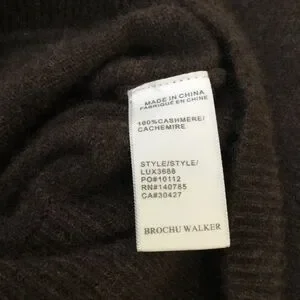 MADE IN CHINA
FABRIQUÉ EN CHINE
100%CASHMERE/
CACHEMIRE
STYLE/STYLE/
LUX3688
PO#10112
RN#140785
CA#30427
BROCHU WALKER